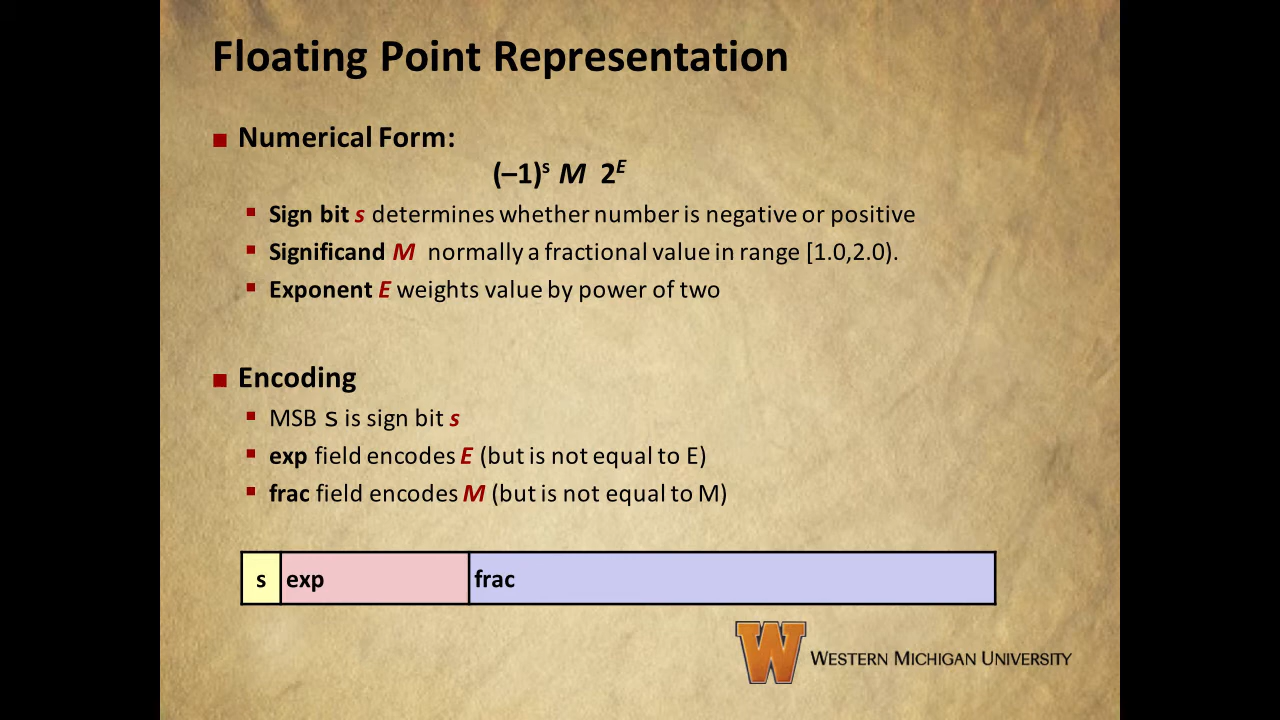 Floating Point Representation
Numerical Form:
(–1)ˢ M 2ᴱ
Sign bit s determines whether number is negative or positive
Significand M normally a fractional value in range [1.0,2.0).
Exponent E weights value by power of two
Encoding
MSB s is sign bit s
exp field encodes E (but is not equal to E)
frac field encodes M (but is not equal to M)
s exp frac
W WESTERN MICHIGAN UNIVERSITY